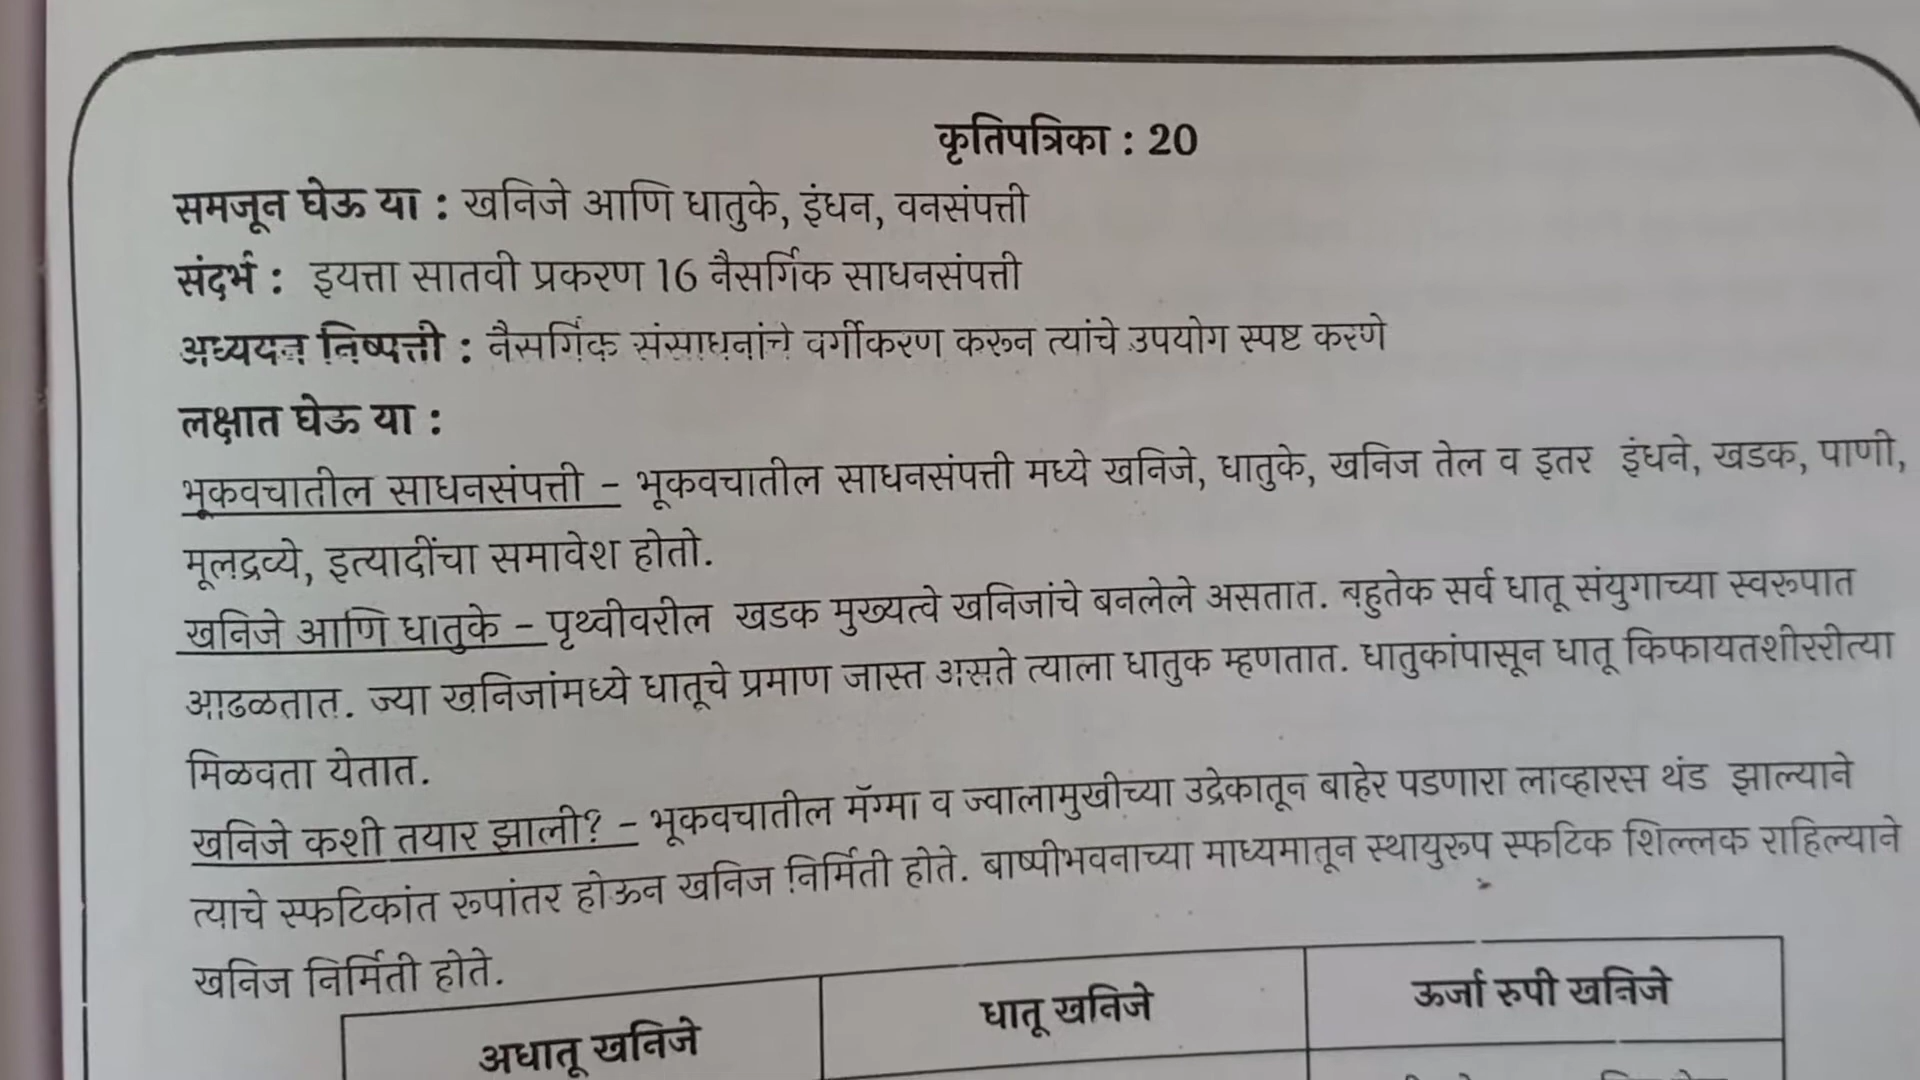 कृतिपत्रिका : 20
समजून घेऊ या : खनिजे आणि धातुके, इंधन, वनसंपत्ती
संदर्भ : इयत्ता सातवी प्रकरण 16 नैसर्गिक साधनसंपत्ती
अध्ययन निष्पत्ती : नैसर्गिक संसाधनांचे वर्गीकरण करून त्यांचे उपयोग स्पष्ट करणे
लक्षात घेऊ या :
भूकवचातील साधनसंपत्ती – भूकवचातील साधनसंपत्ती मध्ये खनिजे, धातुके, खनिज तेल व इतर इंधने, खडक, पाणी,
मूलद्रव्ये, इत्यादींचा समावेश होतो.
खनिजे आणि धातुके – पृथ्वीवरील खडक मुख्यत्वे खनिजांचे बनलेले असतात. बहुतेक सर्व धातू संयुगाच्या स्वरूपात
आढळतात. ज्या खनिजांमध्ये धातूचे प्रमाण जास्त असते त्याला धातुक म्हणतात. धातुकांपासून धातू किफायतशीररीत्या
मिळवता येतात.
खनिजे कशी तयार झाली? – भूकवचातील मॅग्मा व ज्वालामुखीच्या उद्रेकातून बाहेर पडणारा लाव्हारस थंड झाल्याने
त्याचे स्फटिकांत रूपांतर होऊन खनिज निर्मिती होते. बाष्पीभवनाच्या माध्यमातून स्थायुरूप स्फटिक शिल्लक राहिल्याने
खनिज निर्मिती होते.
अधातू खनिजे धातू खनिजे ऊर्जा रुपी खनिजे